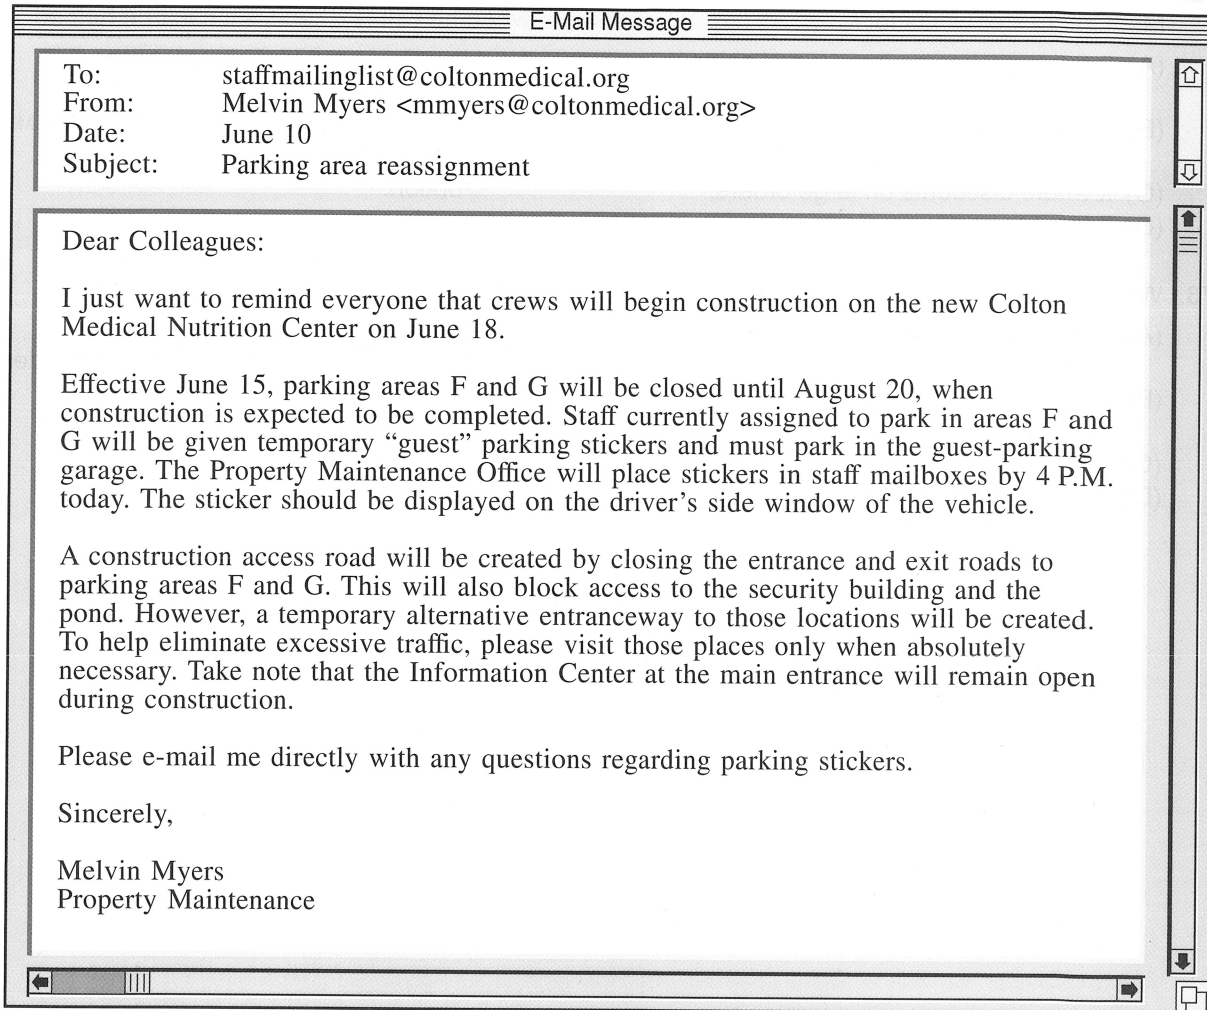 E-Mail Message
To: staffmailinglist@coltonmedical.org
From: Melvin Myers <mmyers@coltonmedical.org>
Date: June 10
Subject: Parking area reassignment
Dear Colleagues:
I just want to remind everyone that crews will begin construction on the new Colton
Medical Nutrition Center on June 18.
Effective June 15, parking areas F and G will be closed until August 20, when
construction is expected to be completed. Staff currently assigned to park in areas F and
G will be given temporary “guest” parking stickers and must park in the guest-parking
garage. The Property Maintenance Office will place stickers in staff mailboxes by 4 P.M.
today. The sticker should be displayed on the driver’s side window of the vehicle.
A construction access road will be created by closing the entrance and exit roads to
parking areas F and G. This will also block access to the security building and the
pond. However, a temporary alternative entranceway to those locations will be created.
To help eliminate excessive traffic, please visit those places only when absolutely
necessary. Take note that the Information Center at the main entrance will remain open
during construction.
Please e-mail me directly with any questions regarding parking stickers.
Sincerely,
Melvin Myers
Property Maintenance